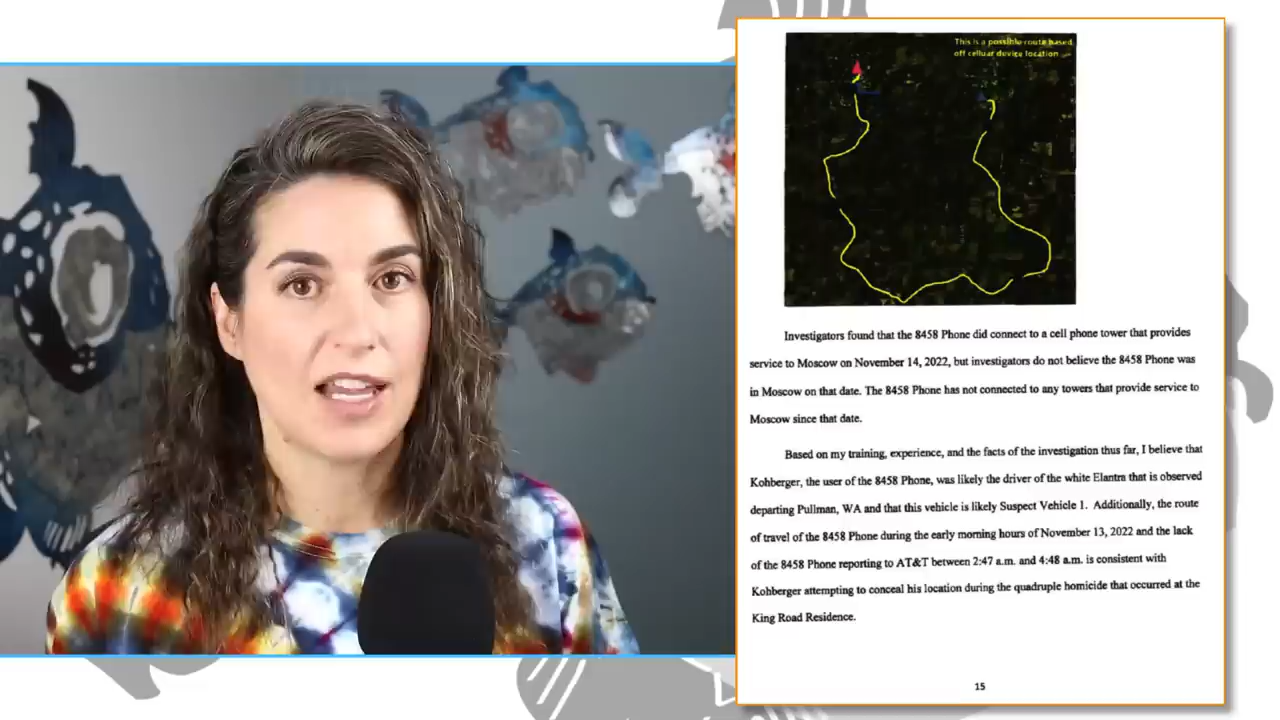 This is a possible route based
off celluar device location
Investigators found that the 8458 Phone did connect to a cell phone tower that provides
service to Moscow on November 14, 2022, but investigators do not believe the 8458 Phone was
in Moscow on that date. The 8458 Phone has not connected to any towers that provide service to
Moscow since that date.
Based on my training, experience, and the facts of the investigation thus far, I believe that
Kohberger, the user of the 8458 Phone, was likely the driver of the white Elantra that is observed
departing Pullman, WA and that this vehicle is likely Suspect Vehicle 1. Additionally, the route
of travel of the 8458 Phone during the early morning hours of November 13, 2022 and the lack
of the 8458 Phone reporting to AT&T between 2:47 a.m. and 4:48 a.m. is consistent with
Kohberger attempting to conceal his location during the quadruple homicide that occurred at the
King Road Residence.
15